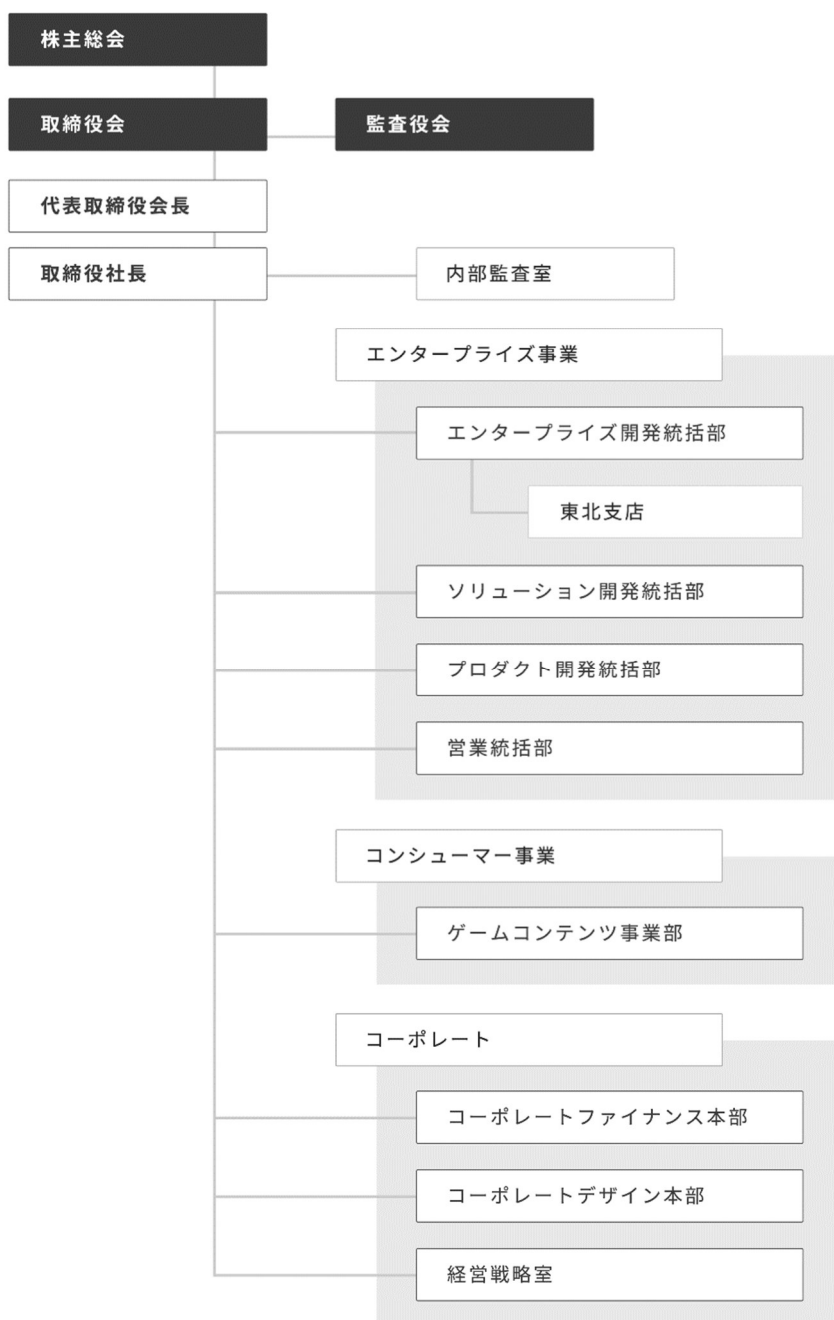 株主総会
取締役会
監査役会
代表取締役会長
取締役社長
内部監査室
エンタープライズ事業
エンタープライズ開発統括部
東北支店
ソリューション開発統括部
プロダクト開発統括部
営業統括部
コンシューマー事業
ゲームコンテンツ事業部
コーポレート
コーポレートファイナンス本部
コーポレートデザイン本部
経営戦略室